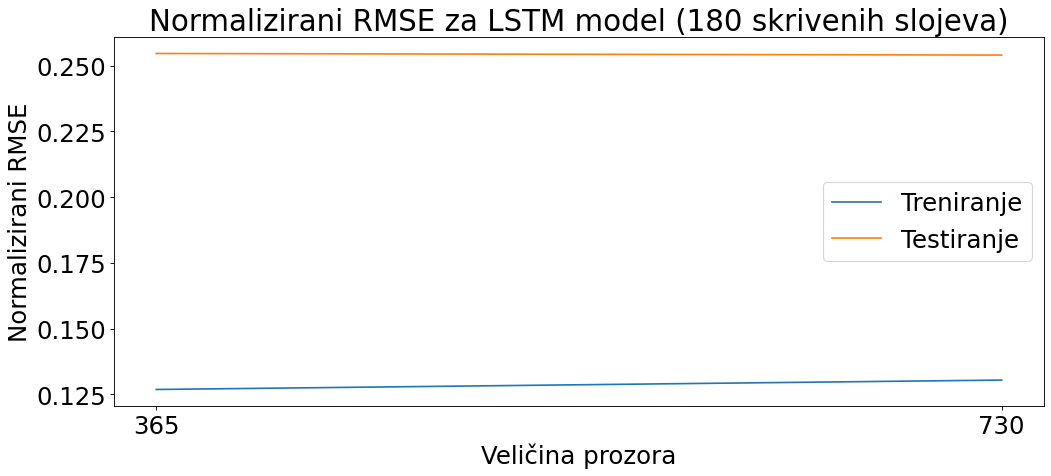 Normalizirani RMSE za LSTM model (180 skrivenih slojeva)
Normalizirani RMSE
0.250
0.225
0.200
0.175
0.150
0.125
Treniranje
Testiranje
365
730
Veličina prozora